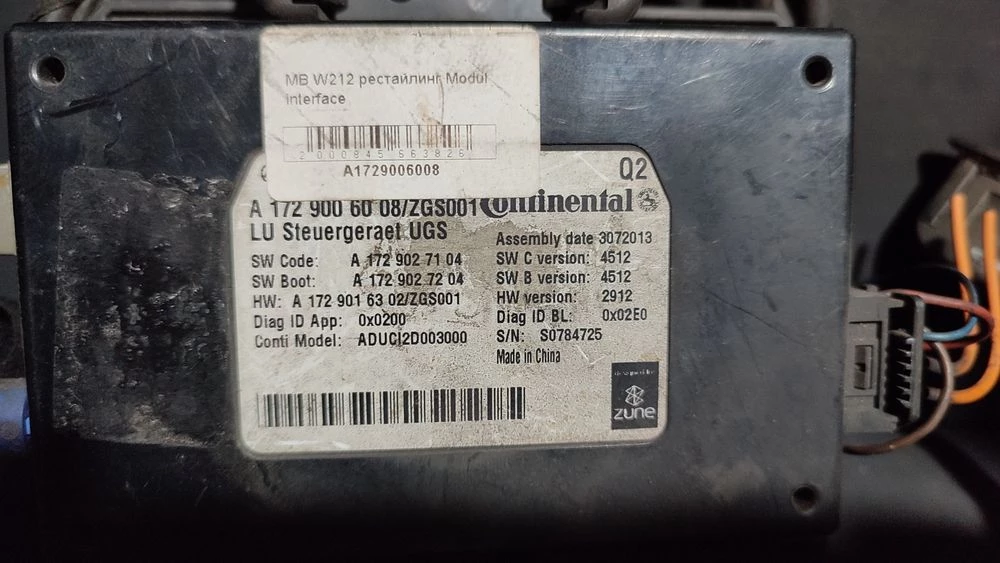 MB W212 рестайлинг Modul
interface
2 000845 663826
A1729006008
Q2
A 172 900 60 08/ZGS001
Continental
LU Steuergeraet UGS
SW Code: A 172 902 71 04
SW Boot: A 172 902 72 04
HW: A 172 901 63 02/ZGS001
Diag ID App: 0x0200
Conti Model: ADUCI2D003000
Assembly date 3072013
SW C version: 4512
SW B version: 4512
HW version: 2912
Diag ID BL: 0x02E0
S/N: S0784725
Made in China
designed for
zune